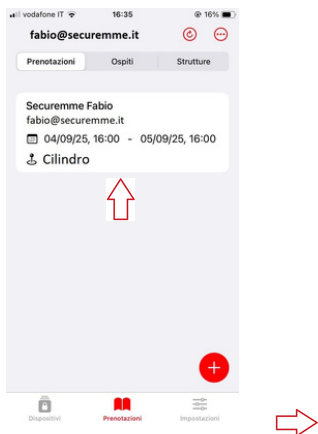 vodafone IT 16:35 16%
fabio@securemme.it
Prenotazioni Ospiti Strutture
Securemme Fabio
fabio@securemme.it
04/09/25, 16:00 - 05/09/25, 16:00
Cilindro
Dispositivi Prenotazioni Impostazioni